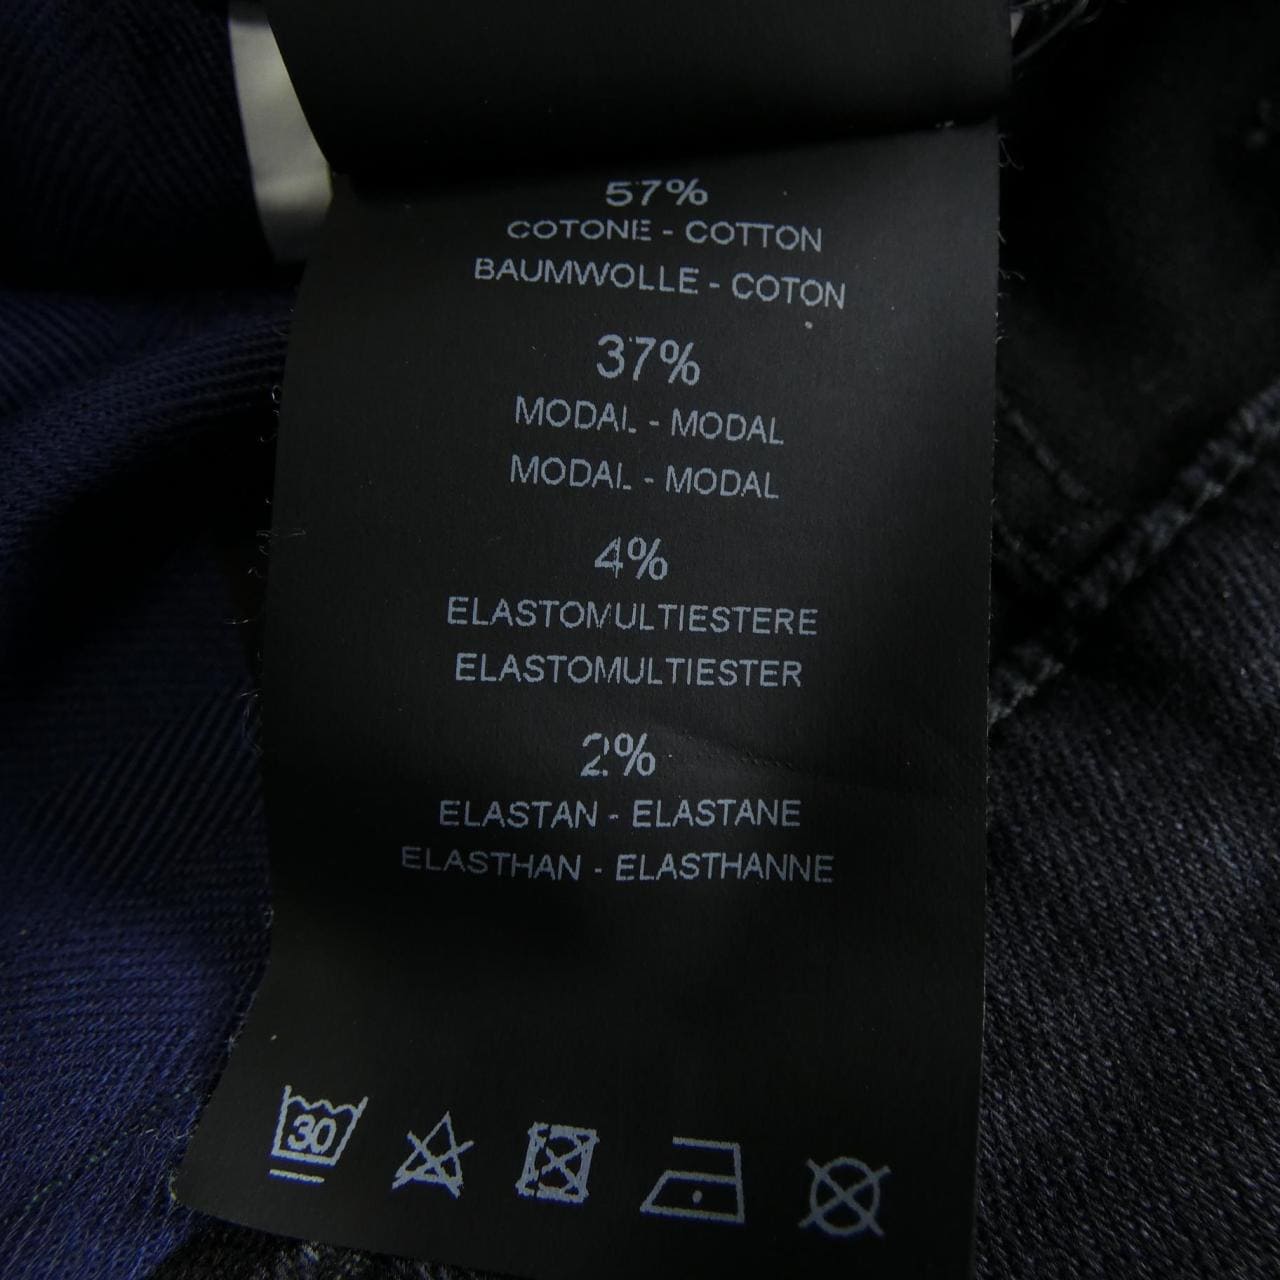 57%
COTONE - COTTON
BAUMWOLLE - COTON
37%
MODAL - MODAL
MODAL - MODAL
4%
ELASTOMULTIESTERE
ELASTOMULTIESTER
2%
ELASTAN - ELASTANE
ELASTHAN - ELASTHANNE
30